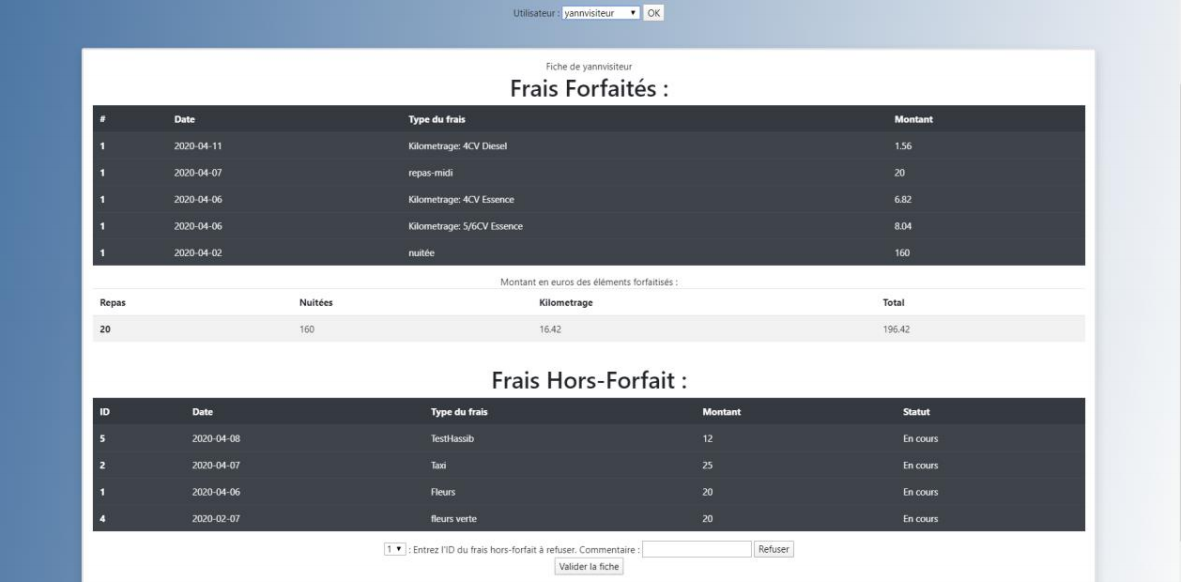 Utilisateur : yannvisiteur OK
Fiche de yannvisiteur
Frais Forfaités :
# Date Type du frais Montant
1 2020-04-11 Kilometrage: 4CV Diesel 1.56
1 2020-04-07 repas-midi 20
1 2020-04-06 Kilometrage: 4CV Essence 6.82
1 2020-04-06 Kilometrage: 5/6CV Essence 8.04
1 2020-04-02 nuitée 160
Montant en euros des éléments forfaitisés :
Repas Nuitées Kilometrage Total
20 160 16.42 196.42
Frais Hors-Forfait :
ID Date Type du frais Montant Statut
5 2020-04-08 TestHassib 12 En cours
2 2020-04-07 Taxi 25 En cours
1 2020-04-06 Fleurs 20 En cours
4 2020-02-07 fleurs verte 20 En cours
1 : Entrez l'ID du frais hors-forfait à refuser. Commentaire : Refuser
Valider la fiche